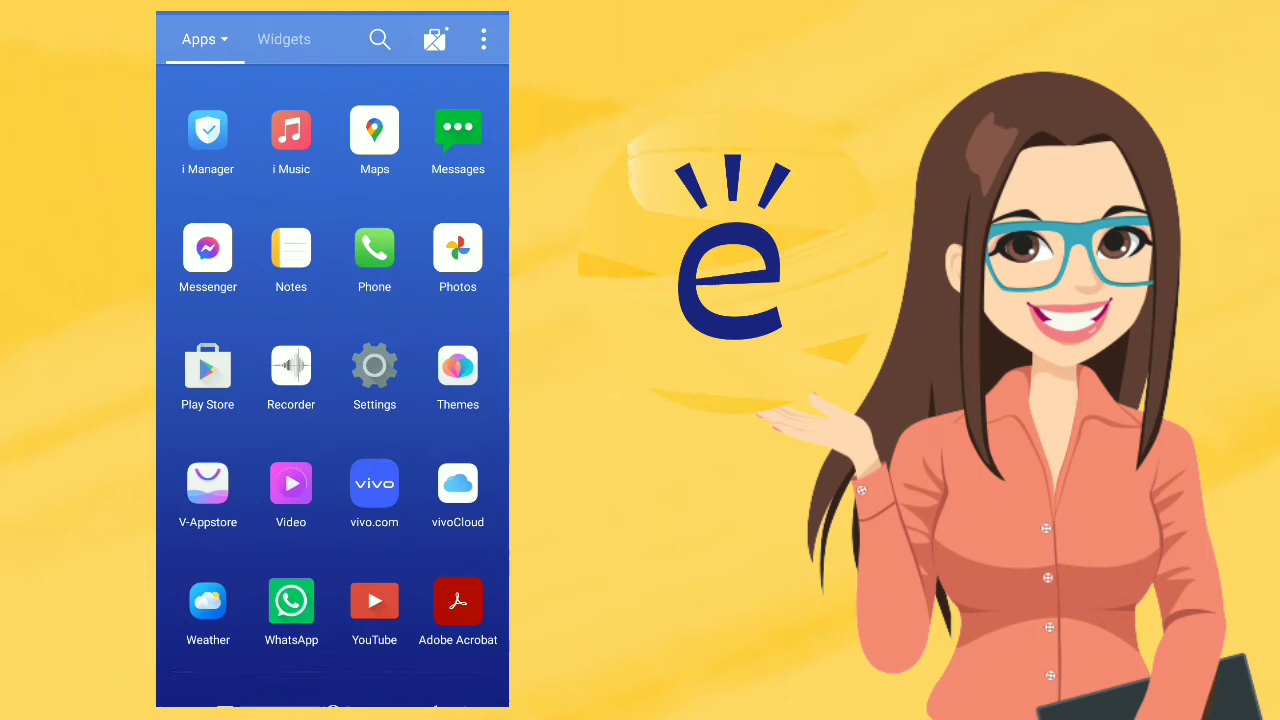 Apps Widgets
i Manager i Music Maps Messages
Messenger Notes Phone Photos
Play Store Recorder Settings Themes
vivo
V-Appstore Video vivo.com vivoCloud
Weather WhatsApp YouTube Adobe Acrobat
e